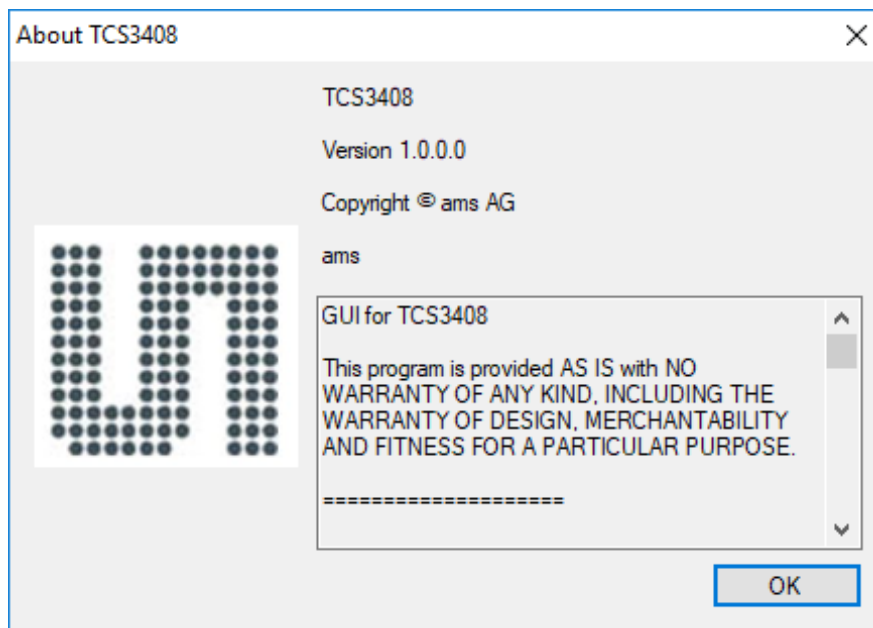 About TCS3408
TCS3408
Version 1.0.0.0
Copyright © ams AG
ams
GUI for TCS3408
This program is provided AS IS with NO
WARRANTY OF ANY KIND, INCLUDING THE
WARRANTY OF DESIGN, MERCHANTABILITY
AND FITNESS FOR A PARTICULAR PURPOSE.
====================
OK